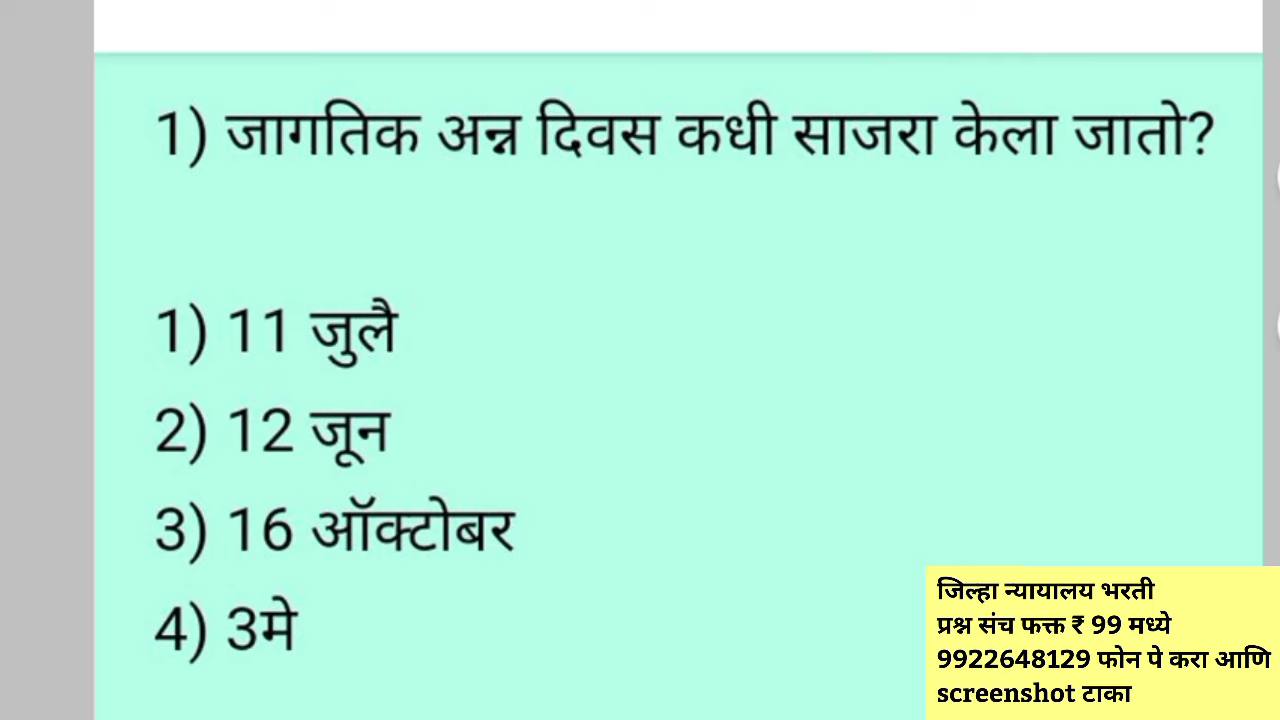 1) जागतिक अन्न दिवस कधी साजरा केला जातो?
1) 11 जुलै
2) 12 जून
3) 16 ऑक्टोबर
4) 3मे
जिल्हा न्यायालय भरती
प्रश्न संच फक्त ₹ 99 मध्ये
9922648129 फोन पे करा आणि
screenshot टाका